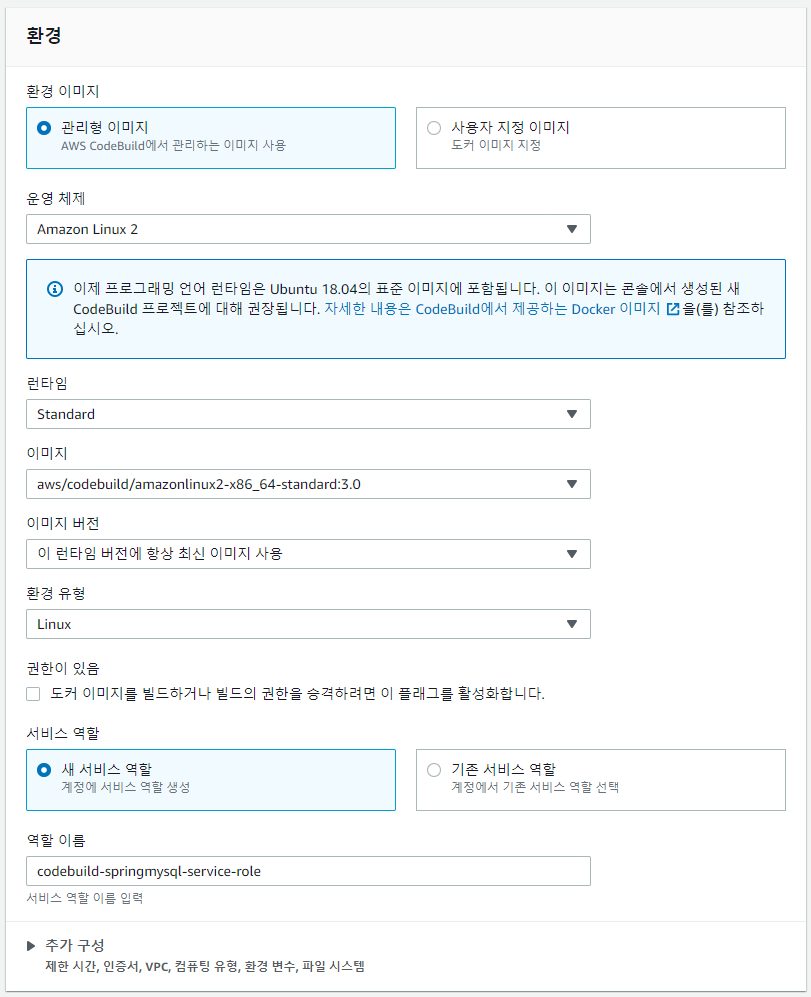 환경
환경 이미지
관리형 이미지
AWS CodeBuild에서 관리하는 이미지 사용
사용자 지정 이미지
도커 이미지 지정
운영 체제
Amazon Linux 2
이제 프로그래밍 언어 런타임은 Ubuntu 18.04의 표준 이미지에 포함됩니다. 이 이미지는 콘솔에서 생성된 새
CodeBuild 프로젝트에 대해 권장됩니다. 자세한 내용은 CodeBuild에서 제공하는 Docker 이미지 을(를) 참조하
십시오.
런타임
Standard
이미지
aws/codebuild/amazonlinux2-x86_64-standard:3.0
이미지 버전
이 런타임 버전에 항상 최신 이미지 사용
환경 유형
Linux
권한이 있음
도커 이미지를 빌드하거나 빌드의 권한을 승격하려면 이 플래그를 활성화합니다.
서비스 역할
새 서비스 역할
계정에 서비스 역할 생성
기존 서비스 역할
계정에서 기존 서비스 역할 선택
역할 이름
codebuild-springmysql-service-role
서비스 역할 이름 입력
추가 구성
제한 시간, 인증서, VPC, 컴퓨팅 유형, 환경 변수, 파일 시스템